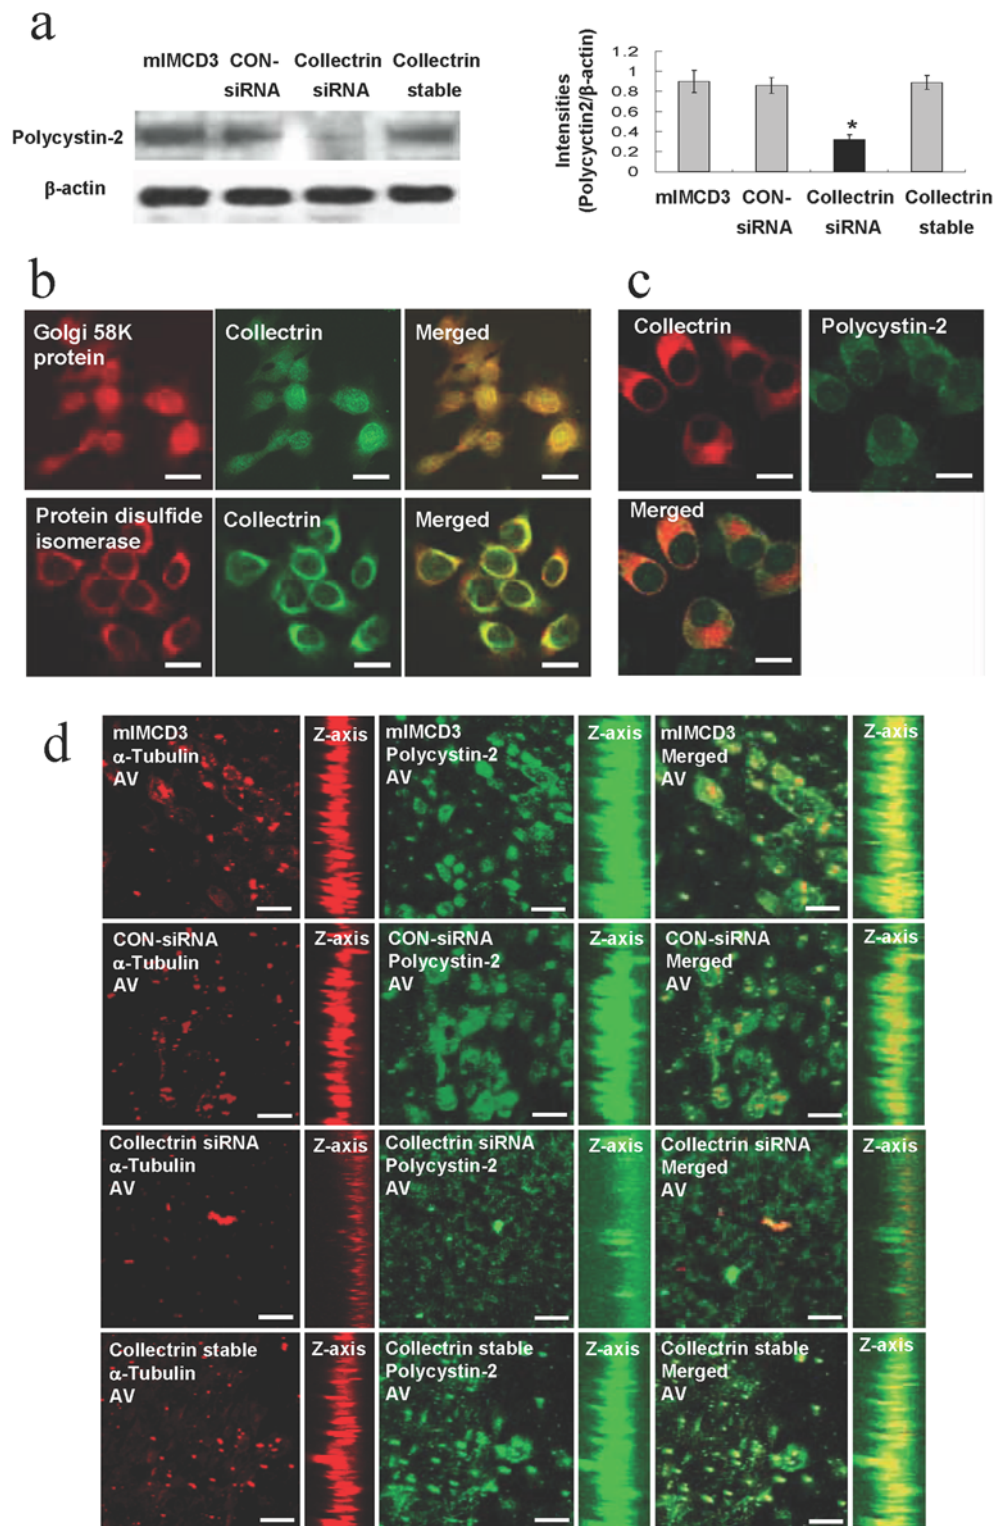 a
mIMCD3 CON-siRNA Collectrin siRNA Collectrin stable
Polycystin-2
β-actin
Intensities
(Polycyctin2/β-actin)
1.2
1
0.8
0.6
0.4
0.2
0
*
mIMCD3 CON-siRNA Collectrin siRNA Collectrin stable
b
Golgi 58K
protein
Collectrin
Merged
Protein disulfide
isomerase
Collectrin
Merged
c
Collectrin
Polycystin-2
Merged
d
mIMCD3
α-Tubulin
AV
Z-axis
mIMCD3
Polycystin-2
AV
Z-axis
mIMCD3
Merged
AV
Z-axis
CON-siRNA
α-Tubulin
AV
Z-axis
CON-siRNA
Polycystin-2
AV
Z-axis
CON-siRNA
Merged
AV
Z-axis
Collectrin siRNA
α-Tubulin
AV
Z-axis
Collectrin siRNA
Polycystin-2
AV
Z-axis
Collectrin siRNA
Merged
AV
Z-axis
Collectrin stable
α-Tubulin
AV
Z-axis
Collectrin stable
Polycystin-2
AV
Z-axis
Collectrin stable
Merged
AV
Z-axis